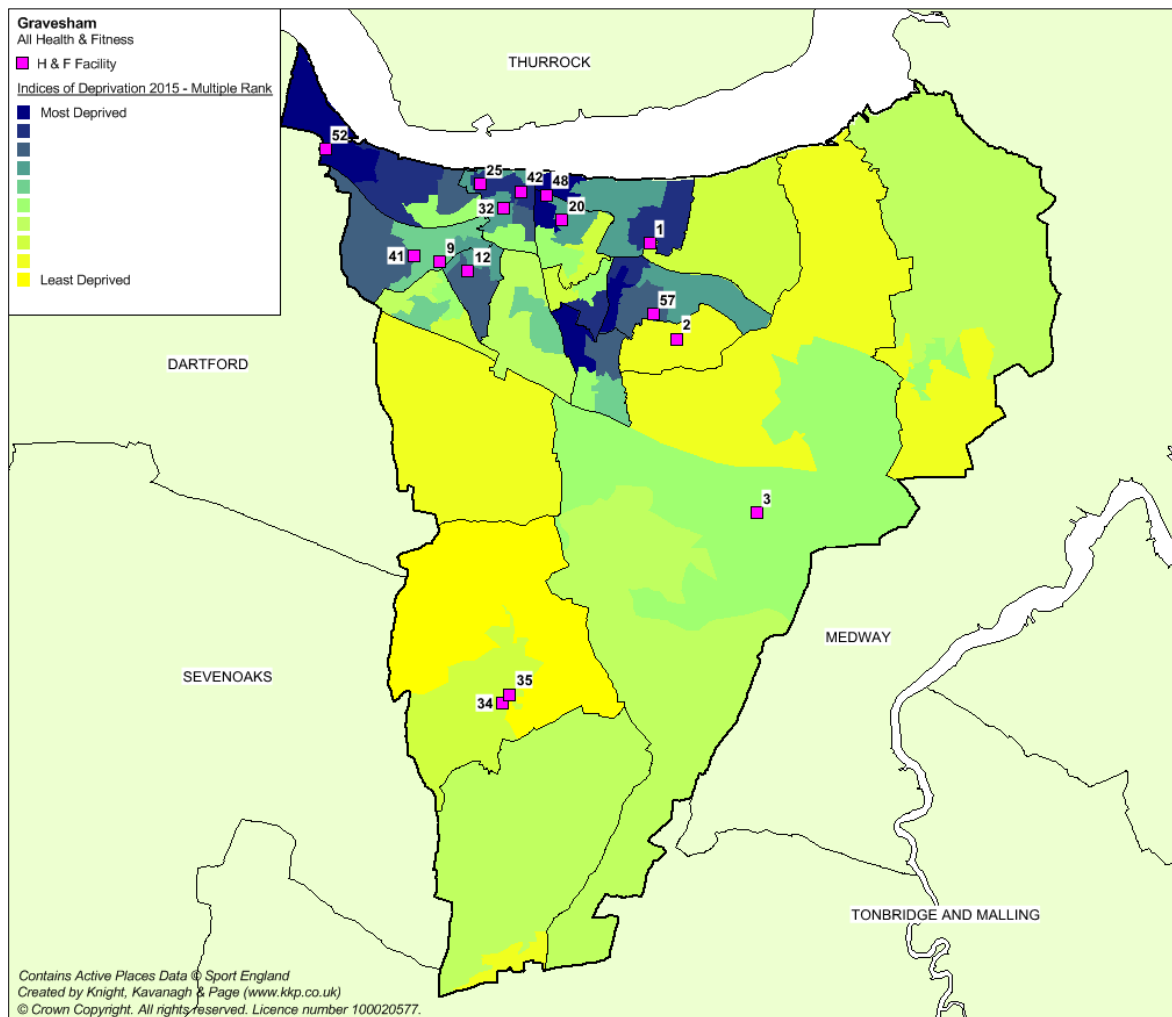 Gravesham
All Health & Fitness
H & F Facility
Indices of Deprivation 2015 - Multiple Rank
Most Deprived
Least Deprived
THURROCK
52
25
42
48
32
20
1
41
9
12
57
2
DARTFORD
3
MEDWAY
SEVENOAKS
35
34
TONBRIDGE AND MALLING
Contains Active Places Data © Sport England
Created by Knight, Kavanagh & Page (www.kkp.co.uk)
© Crown Copyright. All rights reserved. Licence number 100020577.